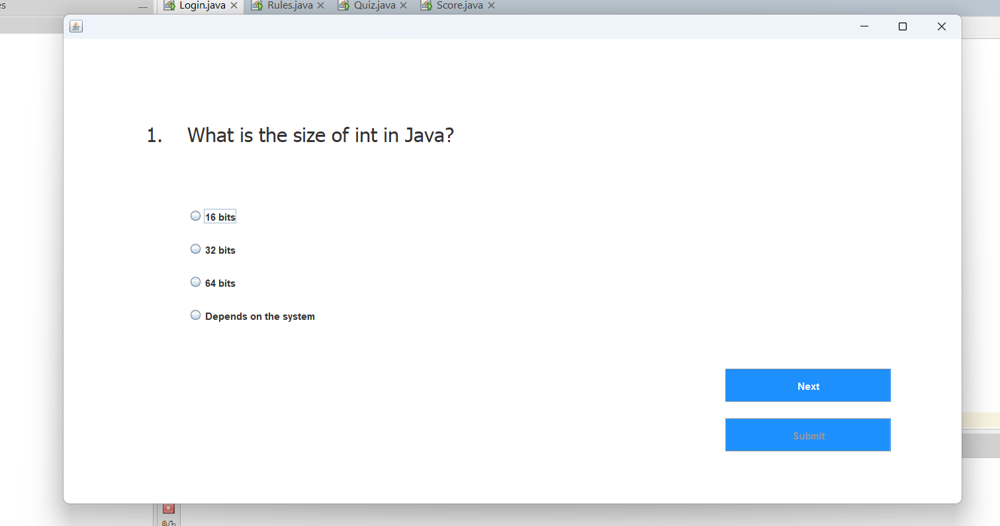 es
Login.java
Rules.java
Quiz.java
Score.java
1. What is the size of int in Java?
16 bits
32 bits
64 bits
Depends on the system
Next
Submit